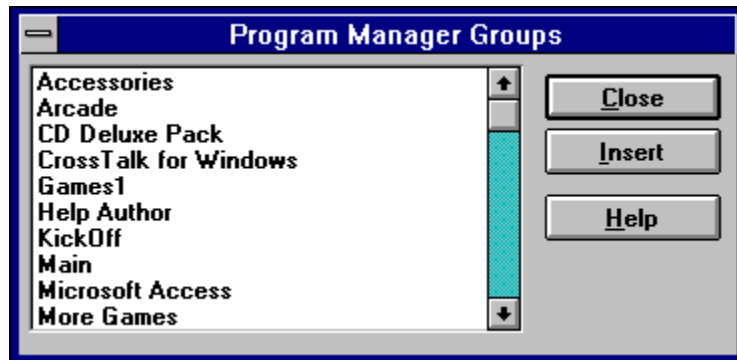 Program Manager Groups
Accessories
Arcade
CD Deluxe Pack
CrossTalk for Windows
Games1
Help Author
KickOff
Main
Microsoft Access
More Games
Close
Insert
Help